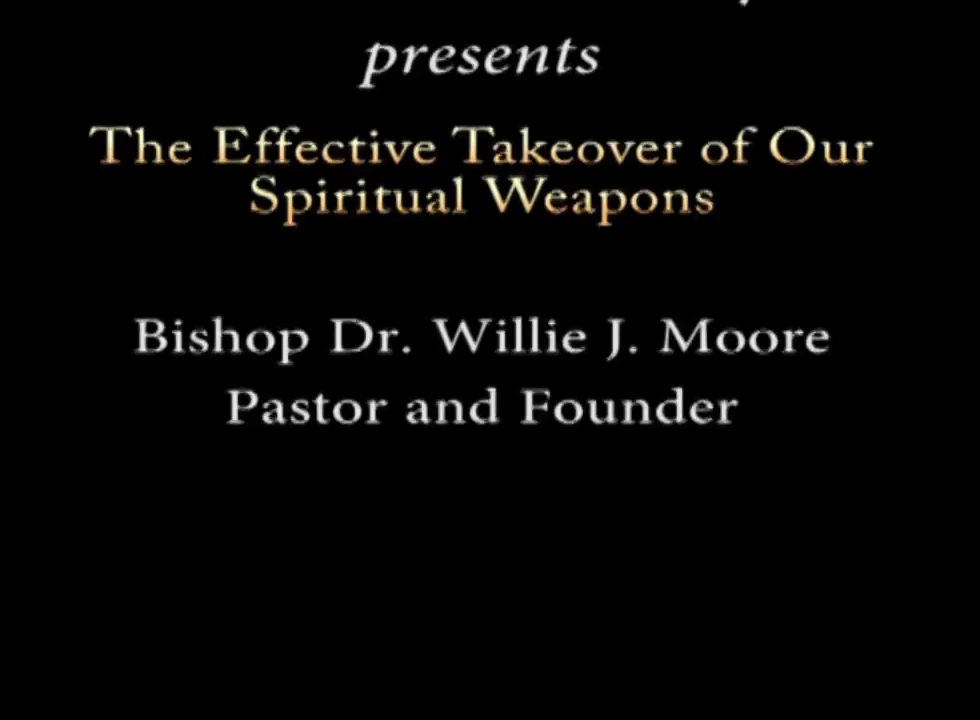 presents
The Effective Takeover of Our
Spiritual Weapons
Bishop Dr. Willie J. Moore
Pastor and Founder